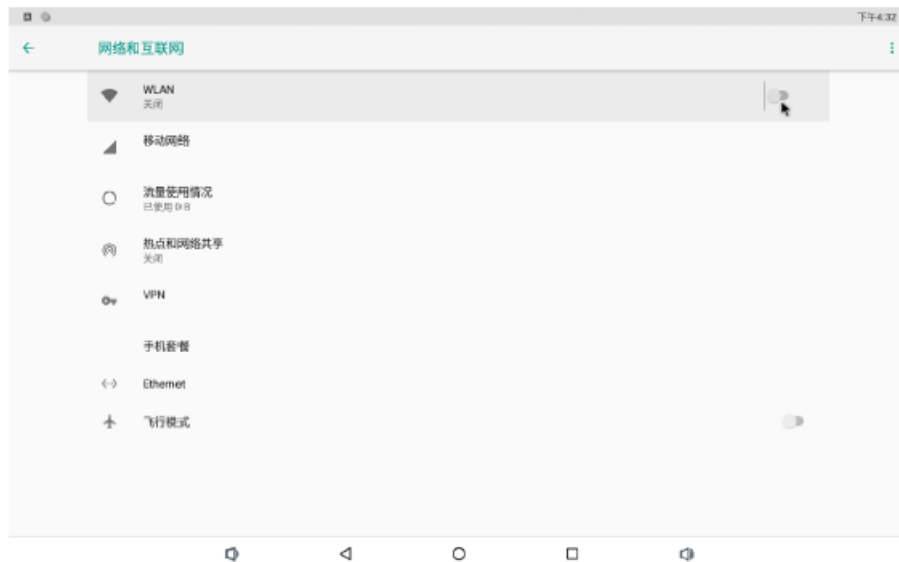 下午4:32
网络和互联网
WLAN
关闭
移动网络
流量使用情况
已使用 0 B
热点和网络共享
关闭
VPN
手机套餐
Ethernet
飞行模式